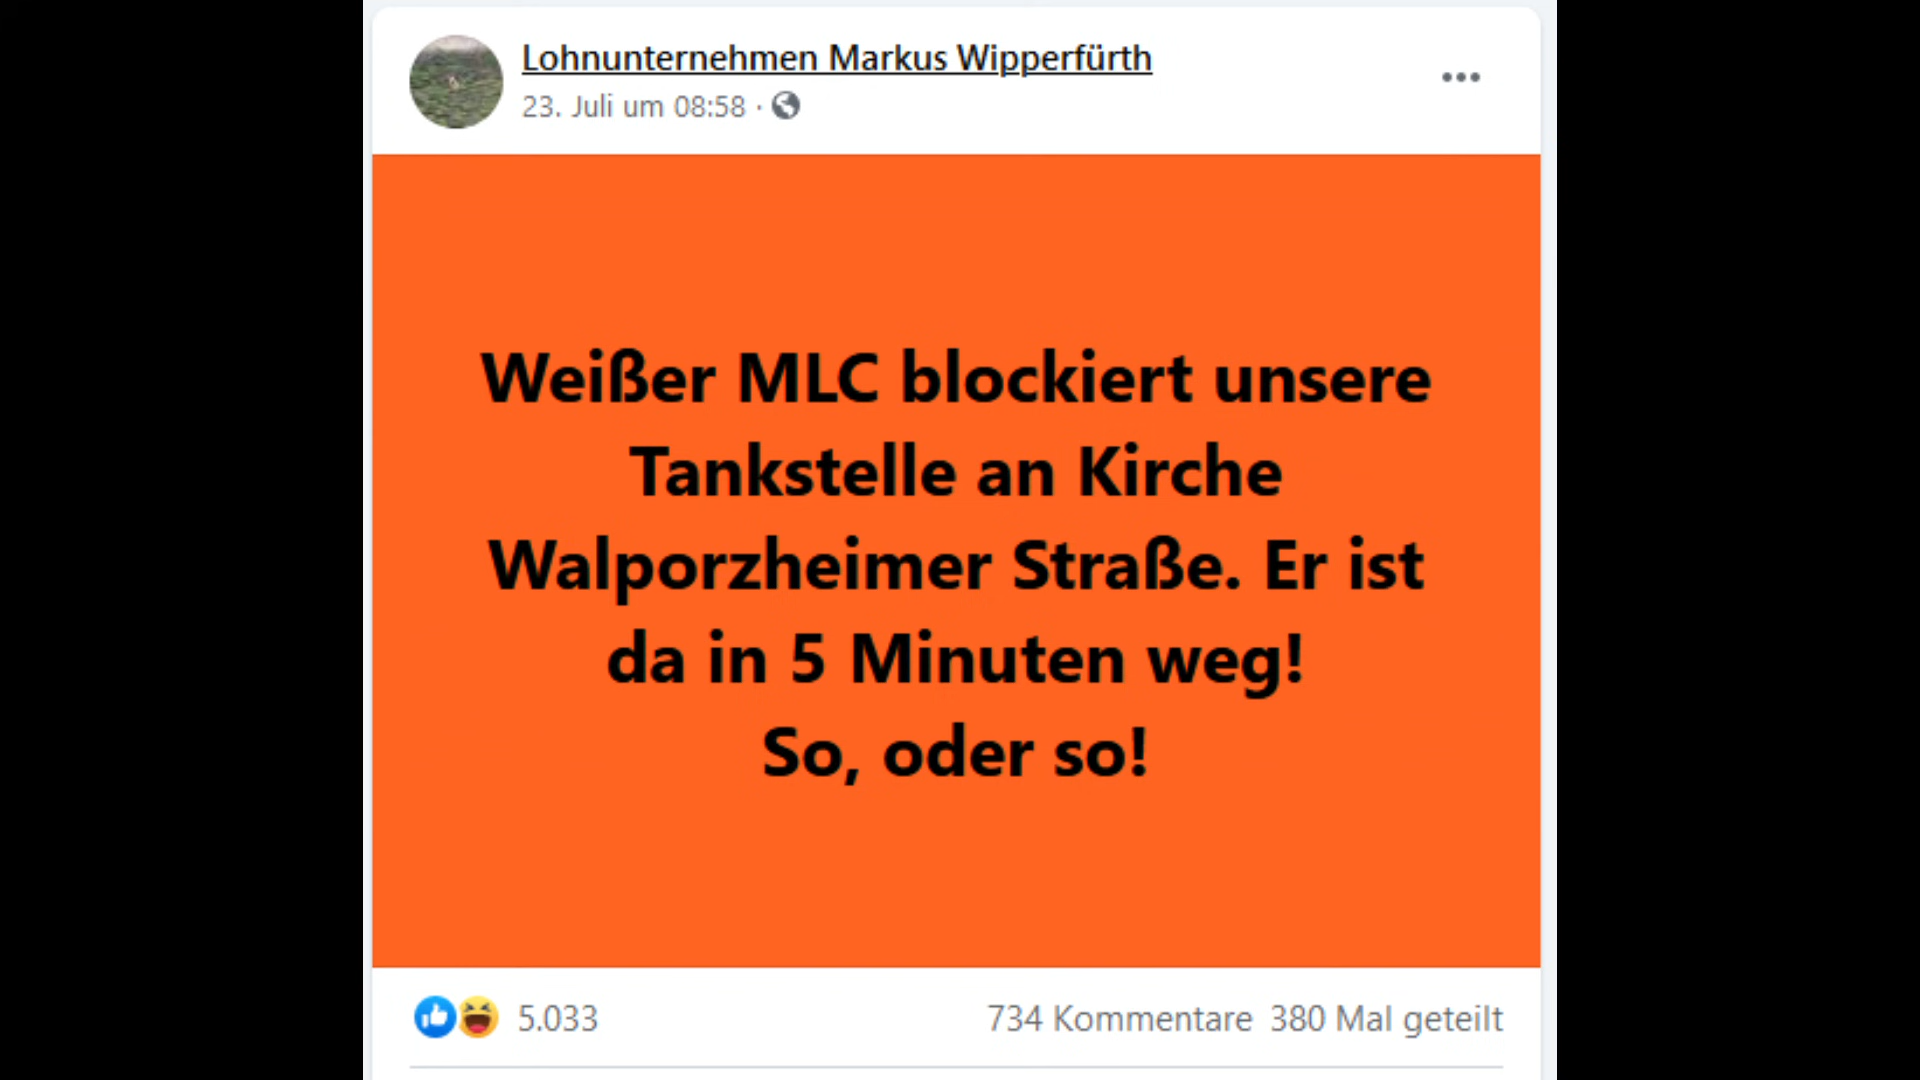 Lohnunternehmen Markus Wipperfürth
23. Juli um 08:58 ·
Weißer MLC blockiert unsere
Tankstelle an Kirche
Walporzheimer Straße. Er ist
da in 5 Minuten weg!
So, oder so!
5.033
734 Kommentare 380 Mal geteilt